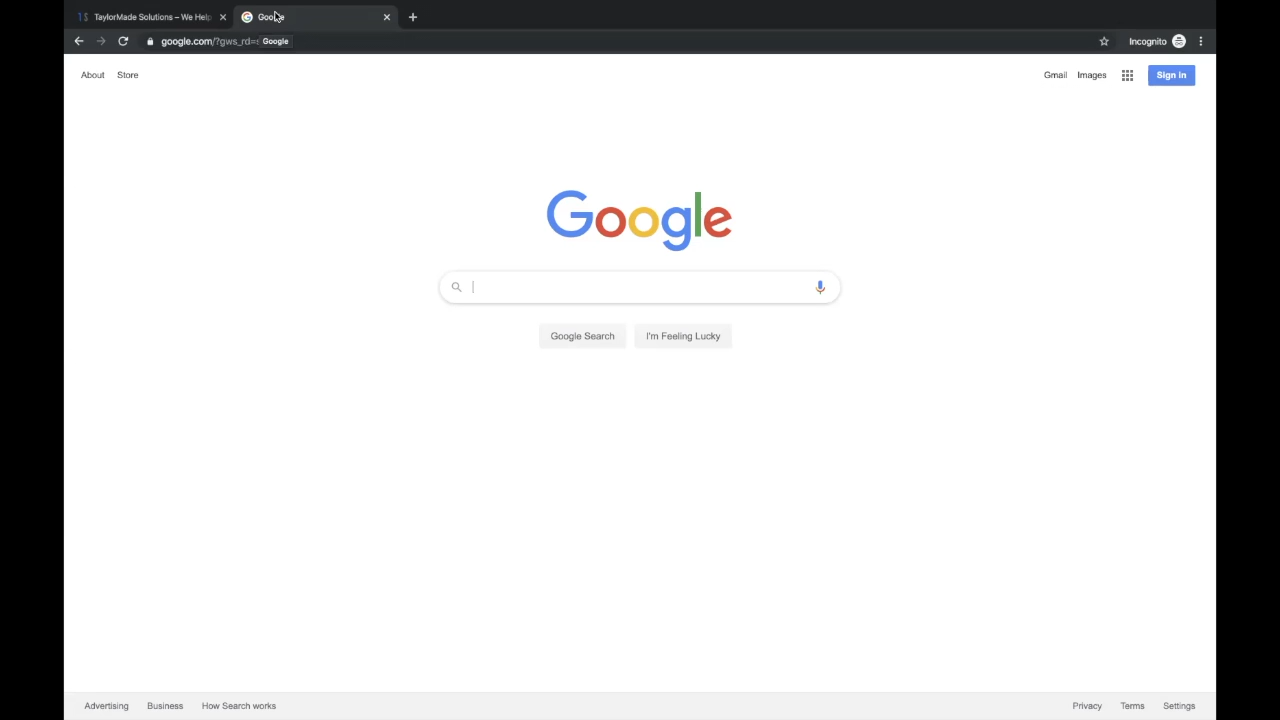 TaylorMade Solutions – We Help
Google
google.com/?gws_rd=
Google
Incognito
About
Store
Gmail
Images
Sign in
Google
Google Search
I'm Feeling Lucky
Advertising
Business
How Search works
Privacy
Terms
Settings